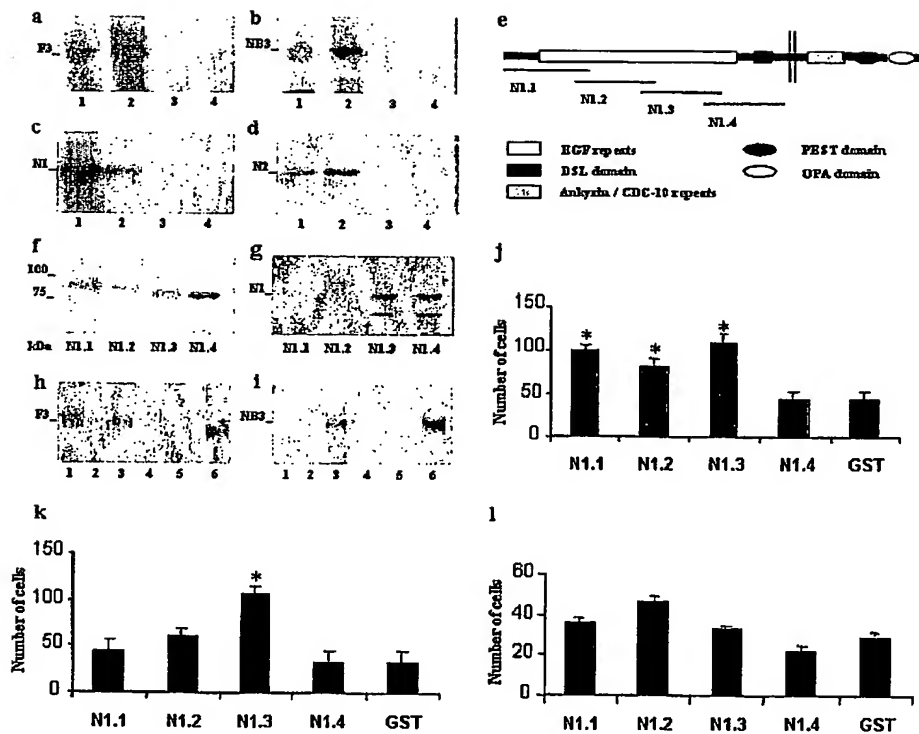 a
F3
1 2 3 4
b
NB3
1 2 3 4
c
N1
1 2 3 4
d
N2
1 2 3 4
e
N1.1
N1.2
N1.3
N1.4
EGF repeats
DSL domain
Ankyrin / CDC-10 repeats
PEST domain
OPA domain
f
100
75
kDa N1.1 N1.2 N1.3 N1.4
g
N1
N1.1 N1.2 N1.3 N1.4
h
F3
1 2 3 4 5 6
i
NB3
1 2 3 4 5 6
j
Number of cells
150
100
50
0
* * *
N1.1 N1.2 N1.3 N1.4 GST
k
Number of cells
150
100
50
0
*
N1.1 N1.2 N1.3 N1.4 GST
l
Number of cells
60
40
20
0
N1.1 N1.2 N1.3 N1.4 GST